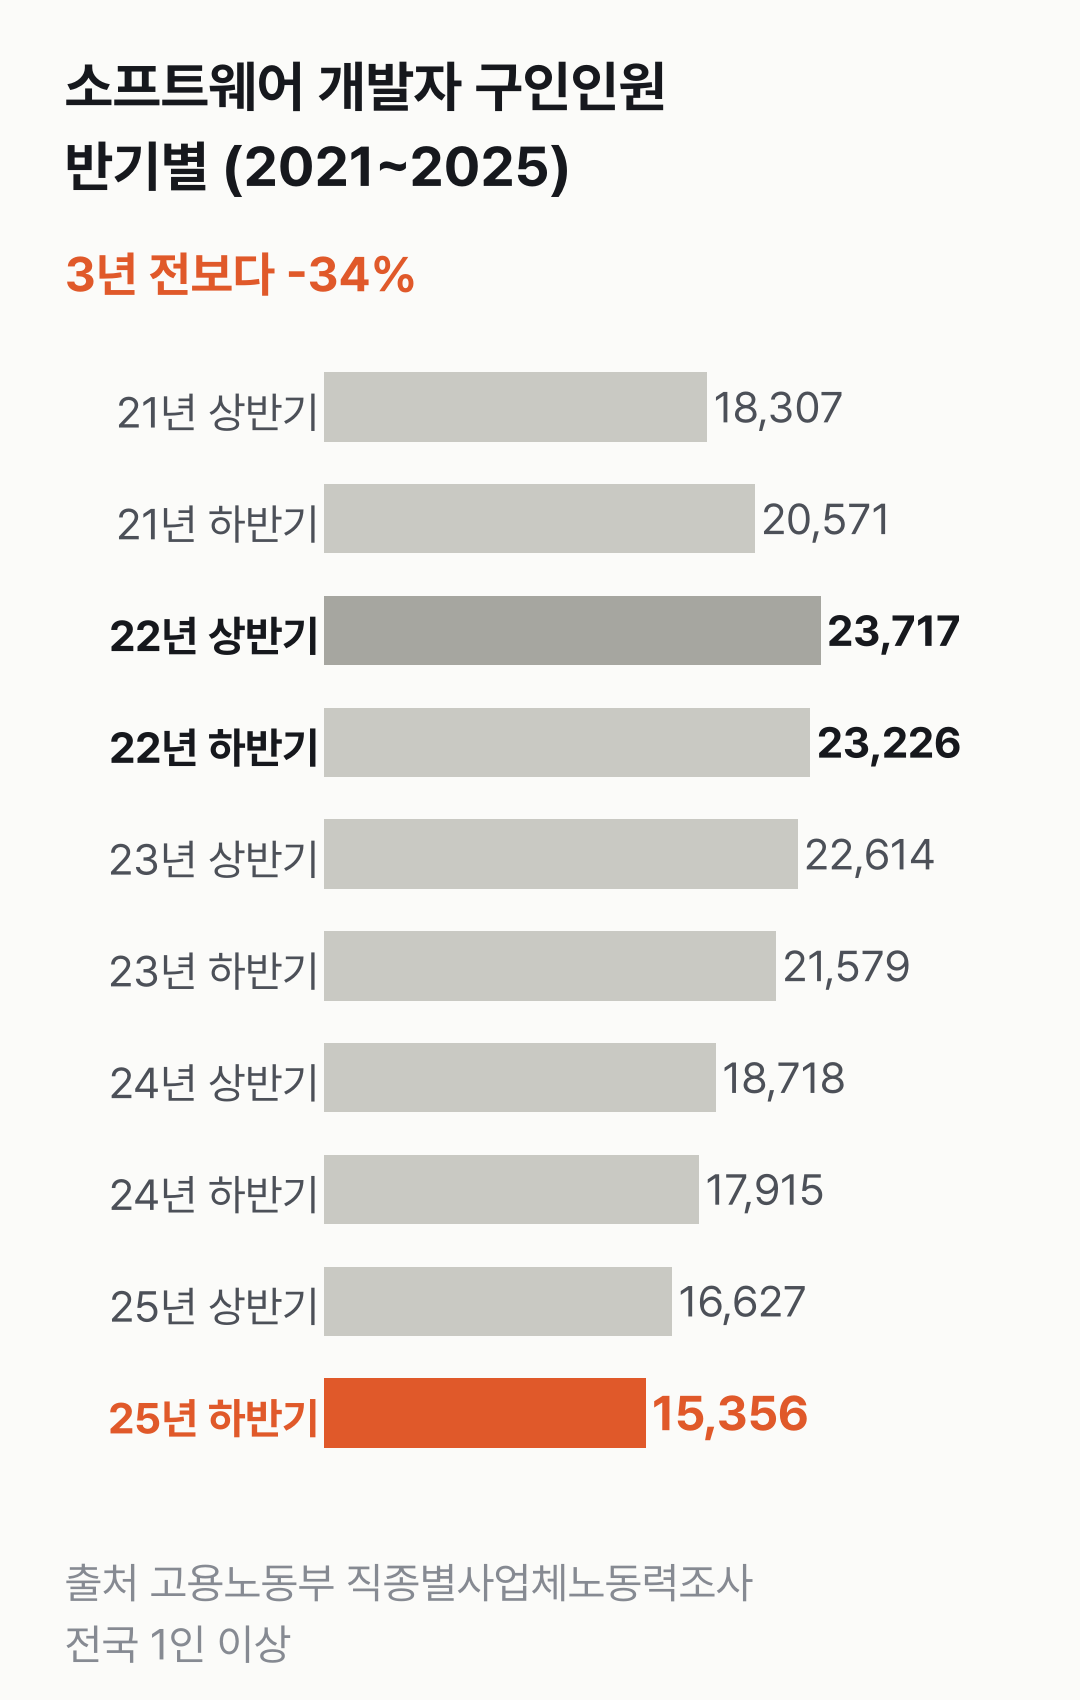 소프트웨어 개발자 구인인원
반기별 (2021~2025)
3년 전보다 -34%
21년 상반기 18,307
21년 하반기 20,571
22년 상반기 23,717
22년 하반기 23,226
23년 상반기 22,614
23년 하반기 21,579
24년 상반기 18,718
24년 하반기 17,915
25년 상반기 16,627
25년 하반기 15,356
출처 고용노동부 직종별사업체노동력조사
전국 1인 이상